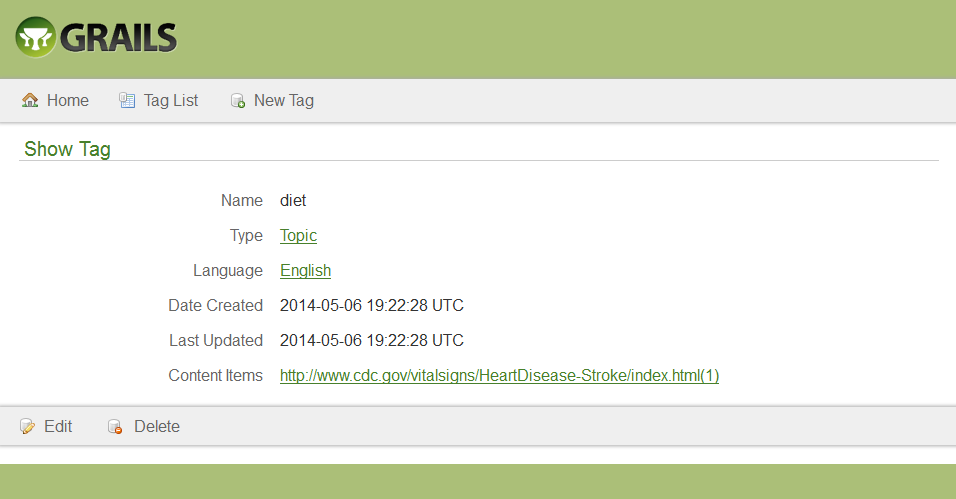 GRAILS
Home Tag List New Tag
Show Tag
Name diet
Type Topic
Language English
Date Created 2014-05-06 19:22:28 UTC
Last Updated 2014-05-06 19:22:28 UTC
Content Items http://www.cdc.gov/vitalsigns/HeartDisease-Stroke/index.html(1)
Edit Delete